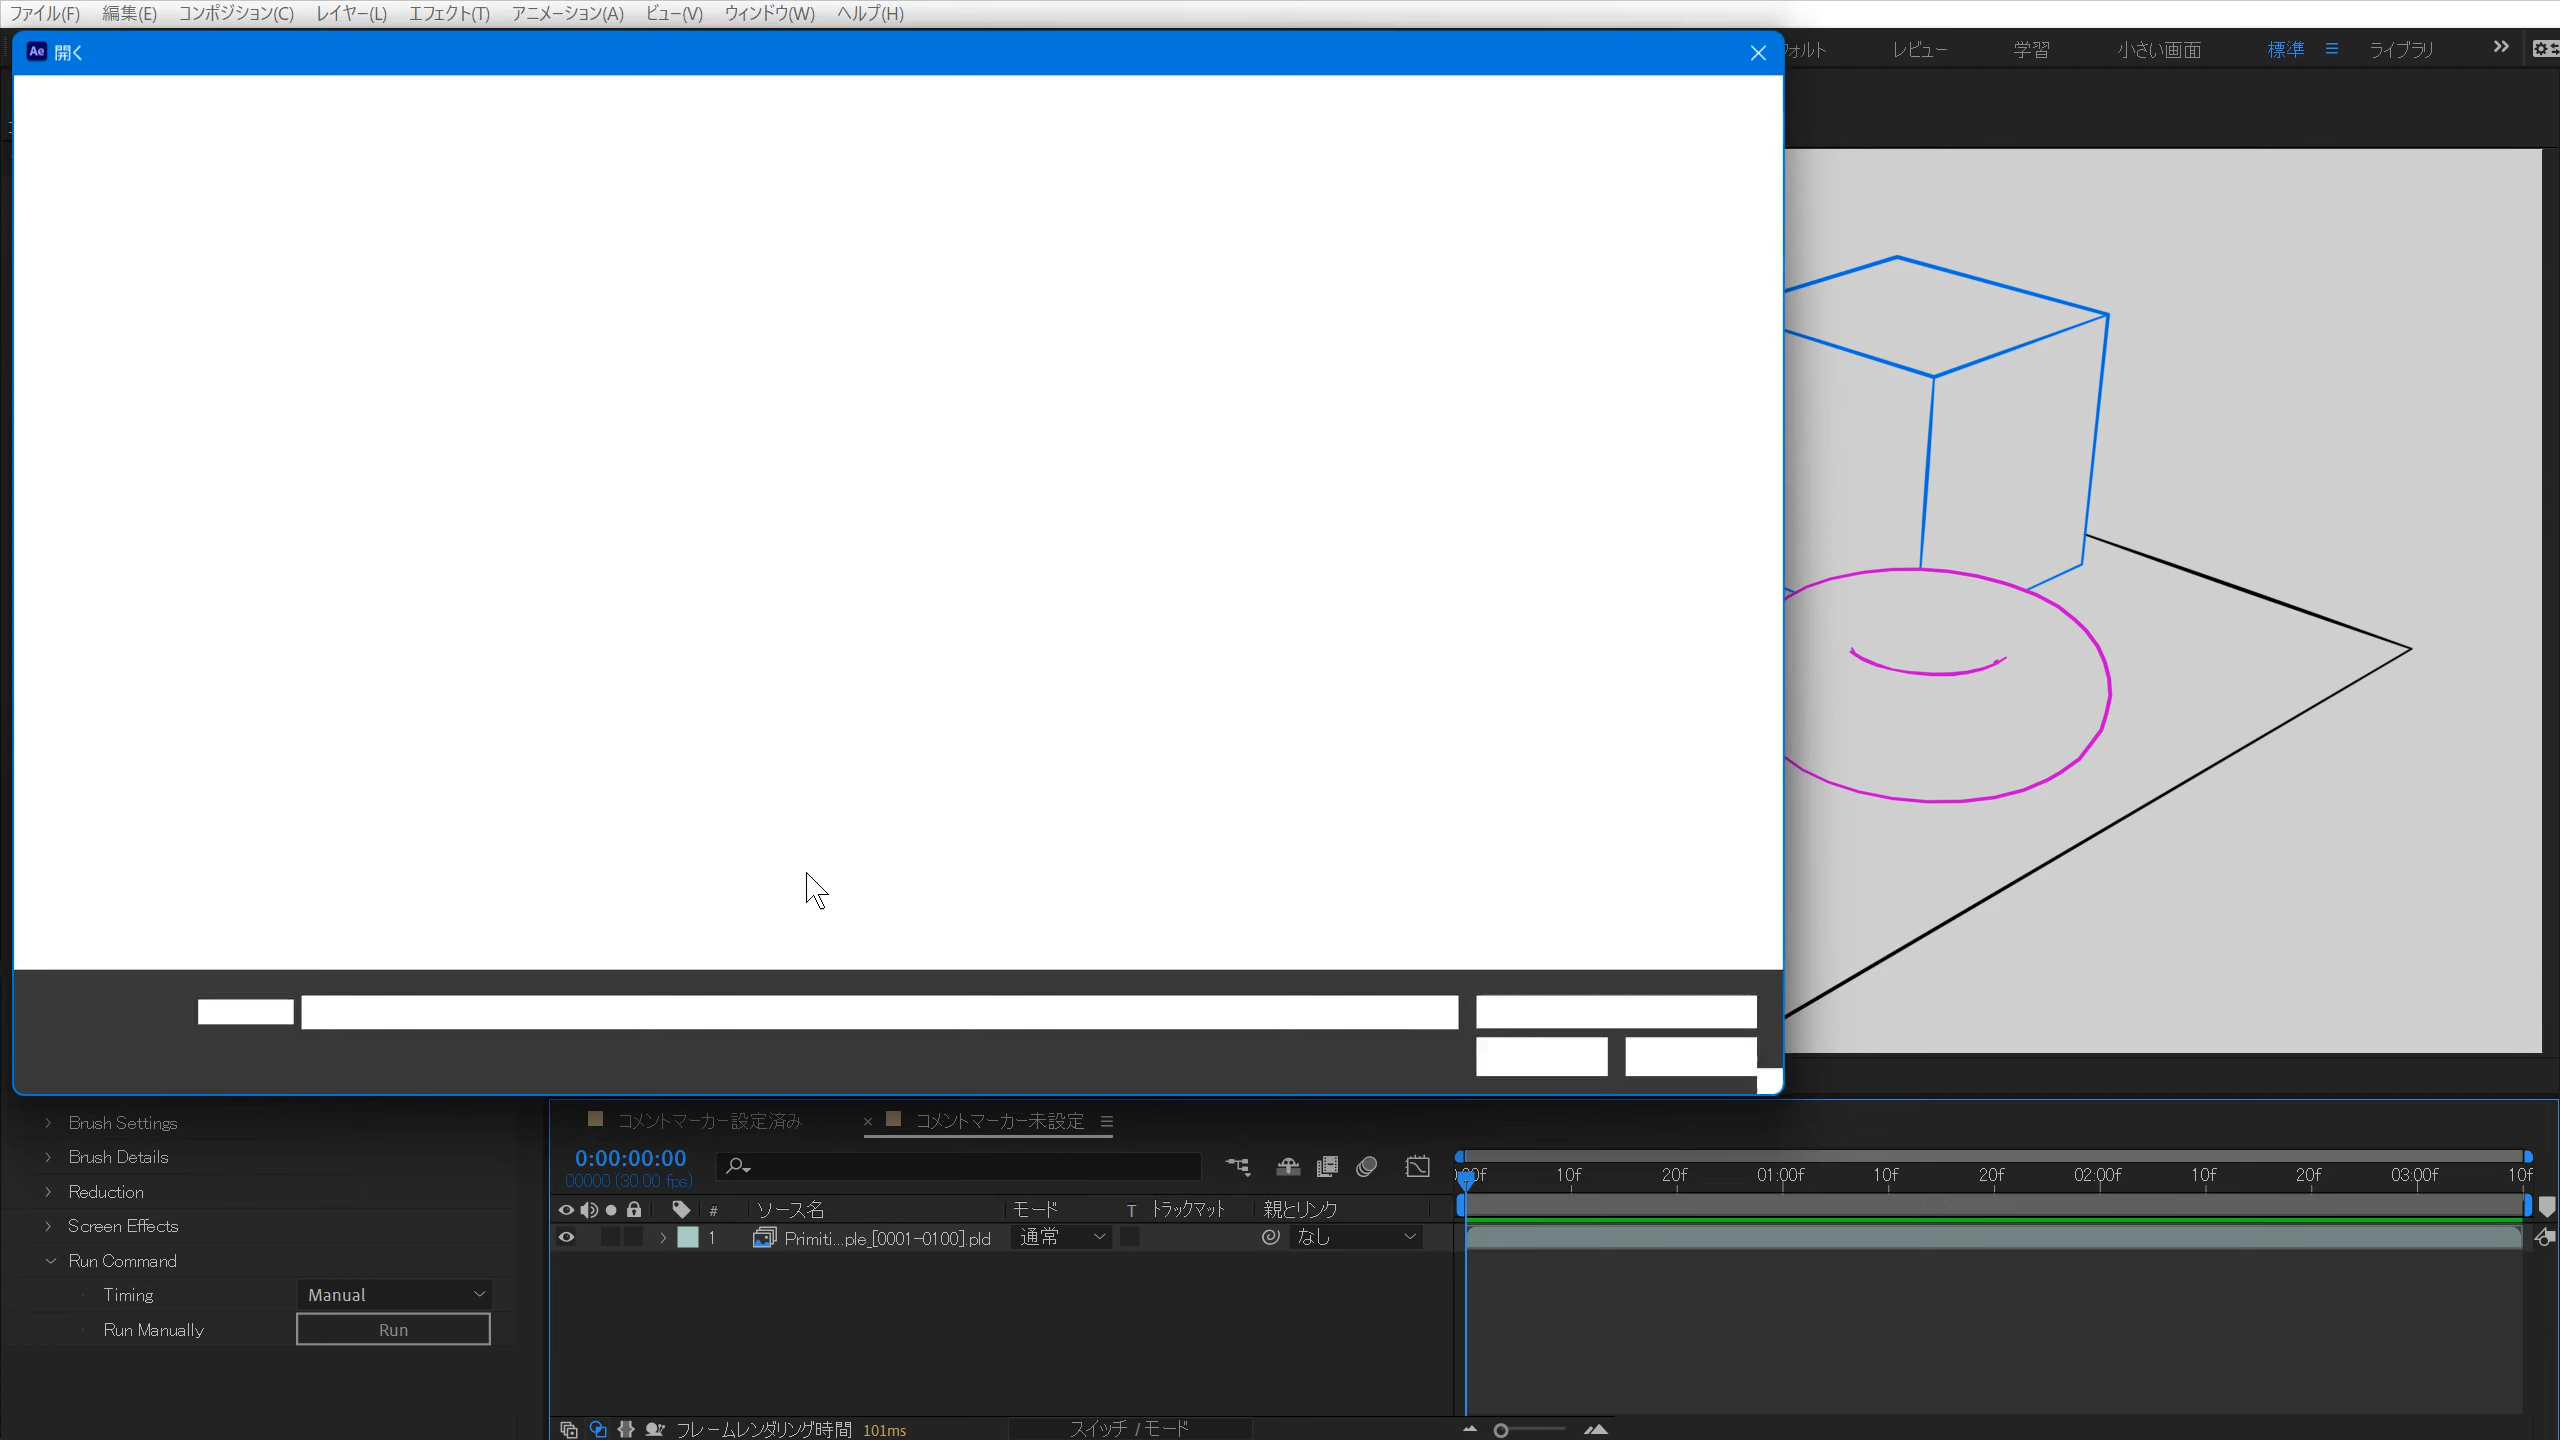 ファイル(F) 編集(E) コンポジション(C) レイヤー(L) エフェクト(T) アニメーション(A) ビュー(V) ウィンドウ(W) ヘルプ(H)
Ae 開く
レビュー 学習 小さい画面 標準 ライブラリ
Brush Settings
Brush Details
Reduction
Screen Effects
Run Command
Timing Manual
Run Manually Run
コメントマーカー設定済み コメントマーカー未設定
0:00:00:00
00000 (30.00 fps)
10f 20f 01:00f 10f 20f 02:00f 10f 20f 03:00f 10f
# ソース名 モード T トラックマット 親とリンク
1 Primiti...ple_[0001-0100].pld 通常 なし
フレームレンダリング時間 101ms スイッチ / モード